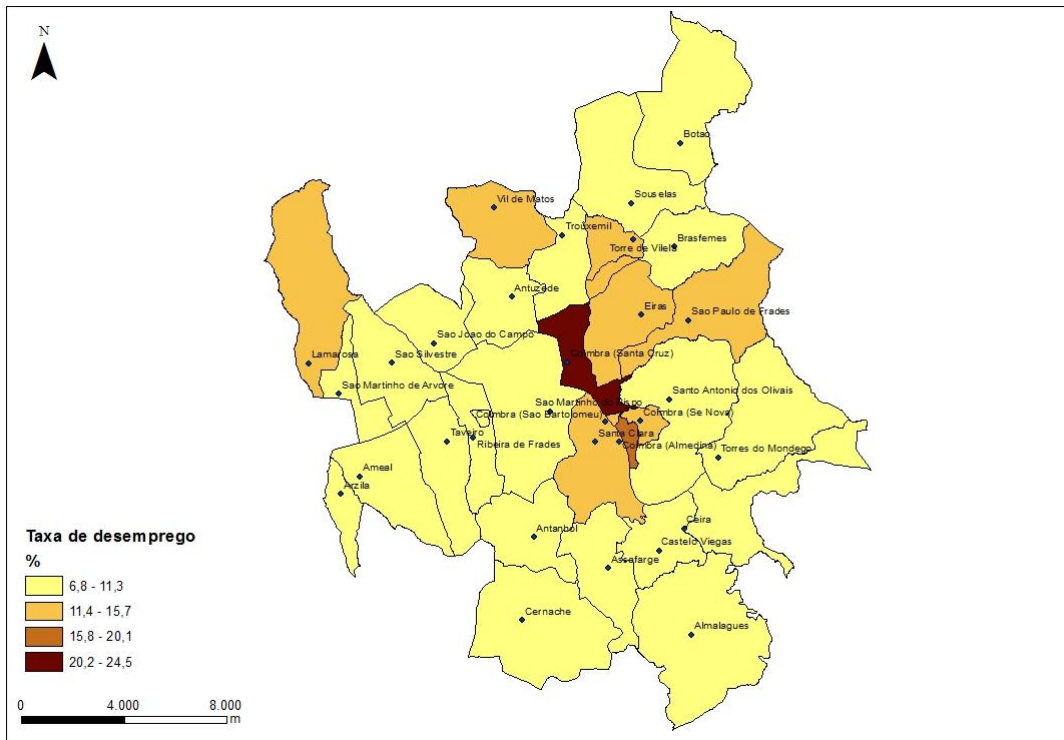 N
Botao
Souselas
Vil de Matos
Trouxemil
Torre de Vilela
Brasfemes
Antuzede
Eiras
Sao Paulo de Frades
Sao Joao do Campo
Lamarosa
Sao Silvestre
Coimbra (Santa Cruz)
Sao Martinho de Arvore
Santo Antonio dos Olivais
Sao Martinho do Bispo
Coimbra (Sao Bartolomeu)
Coimbra (Se Nova)
Taveiro
Ribeira de Frades
Santa Clara
Coimbra (Almedina)
Torres do Mondego
Ameal
Arzila
Antanhol
Ceira
Castelo Viegas
Assafarge
Cernache
Almalagues
Taxa de desemprego
%
6,8 - 11,3
11,4 - 15,7
15,8 - 20,1
20,2 - 24,5
0 4.000 8.000
m